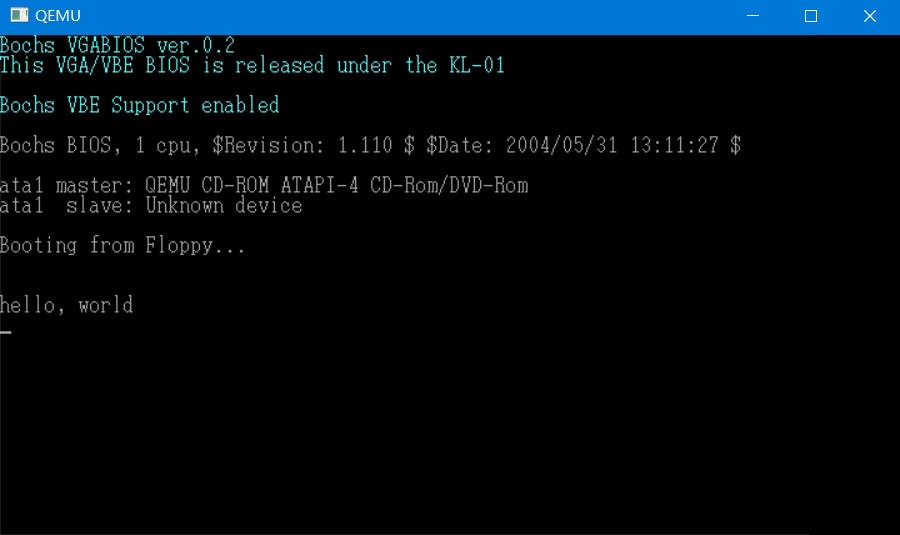 QEMU
Bochs VGABIOS ver.0.2
This VGA/VBE BIOS is released under the KL-01
Bochs VBE Support enabled
Bochs BIOS, 1 cpu, $Revision: 1.110 $ $Date: 2004/05/31 13:11:27 $
ata1 master: QEMU CD-ROM ATAPI-4 CD-Rom/DVD-Rom
ata1  slave: Unknown device
Booting from Floppy...
hello, world